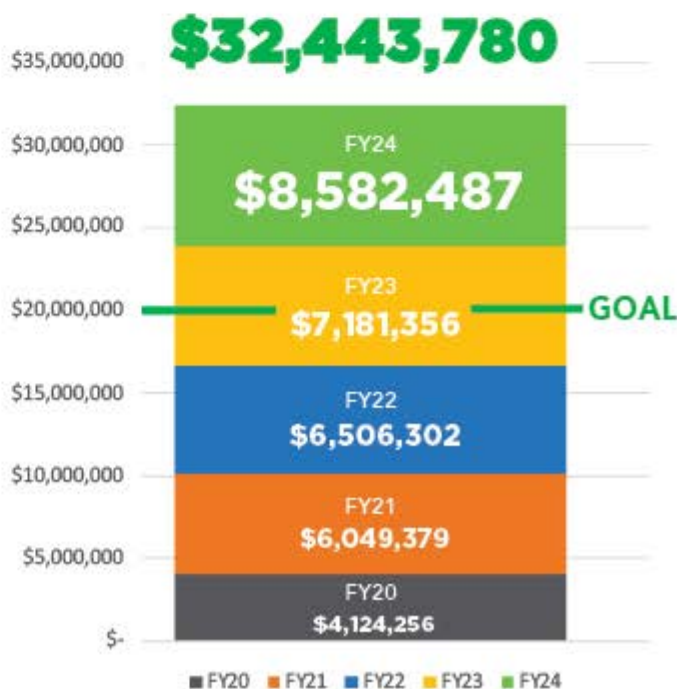 $32,443,780
$35,000,000
$30,000,000
$25,000,000
$20,000,000
$15,000,000
$10,000,000
$5,000,000
$-
FY24
$8,582,487
FY23
$7,181,356
GOAL
FY22
$6,506,302
FY21
$6,049,379
FY20
$4,124,256
FY20 FY21 FY22 FY23 FY24